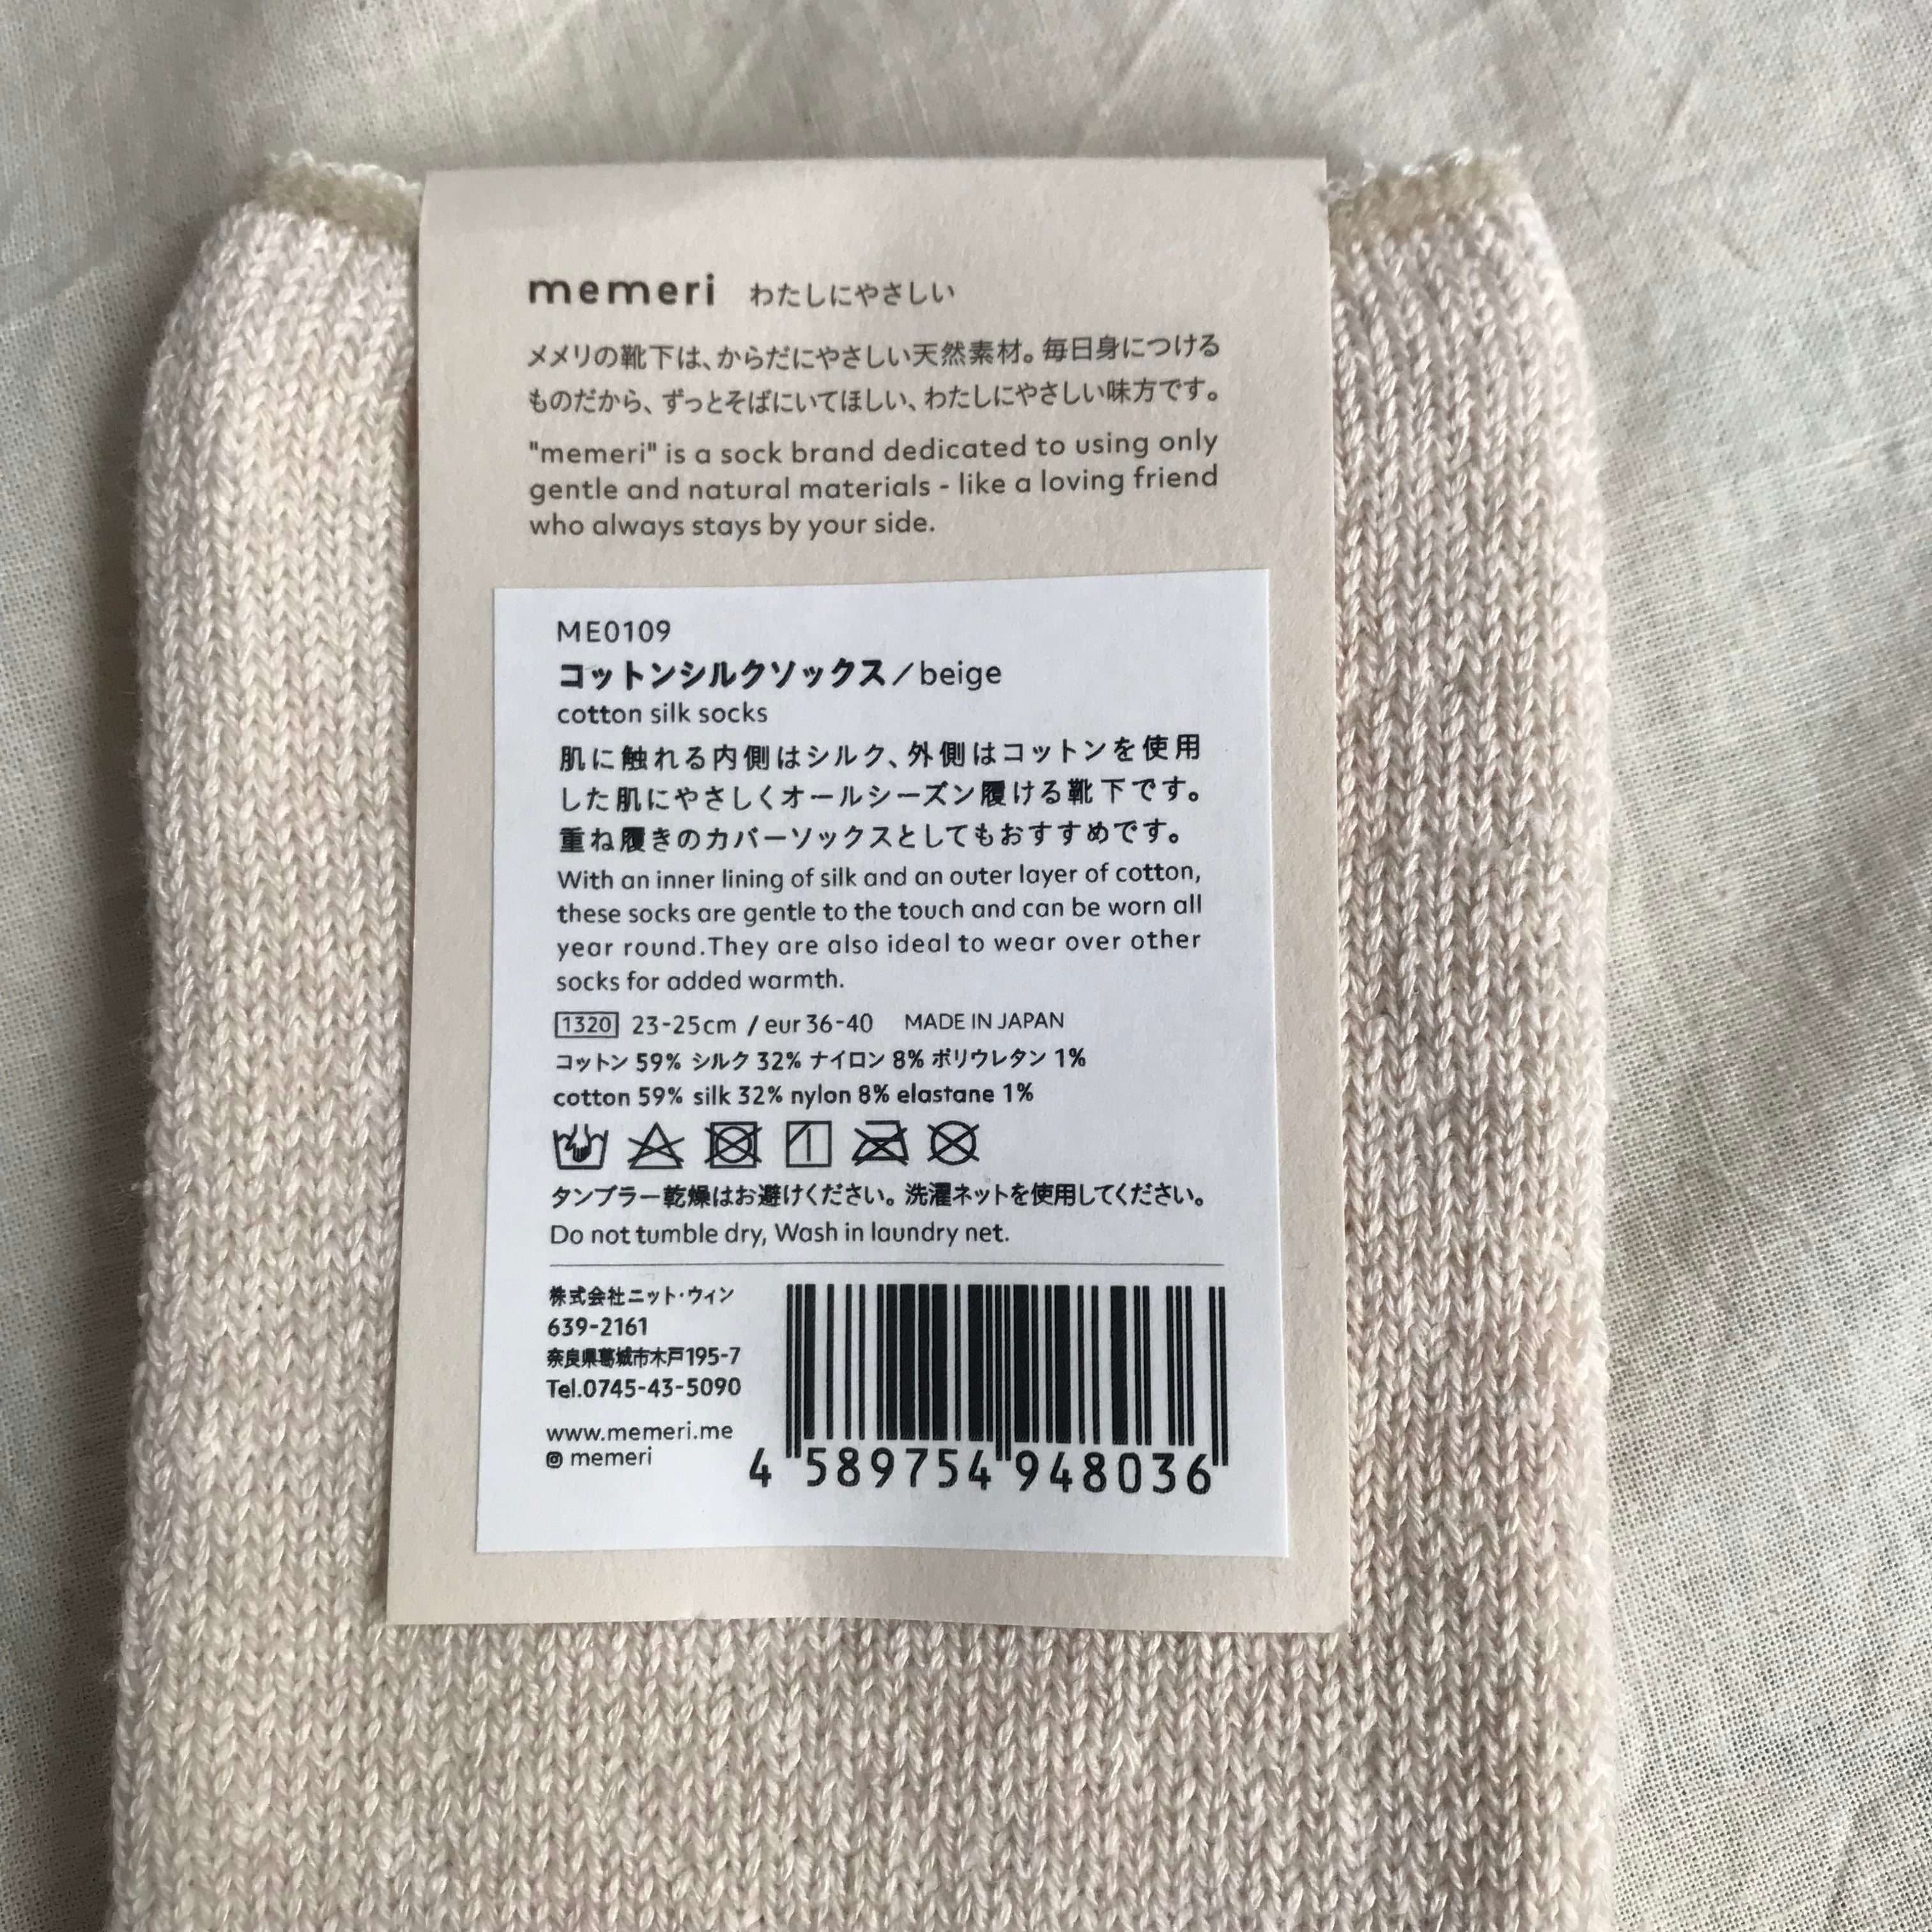 memeri わたしにやさしい
メメリの靴下は、からだにやさしい天然素材。毎日身につける
ものだから、ずっとそばにいてほしい、わたしにやさしい味方です。
"memeri" is a sock brand dedicated to using only
gentle and natural materials - like a loving friend
who always stays by your side.
ME0109
コットンシルクソックス／beige
cotton silk socks
肌に触れる内側はシルク、外側はコットンを使用
した肌にやさしくオールシーズン履ける靴下です。
重ね履きのカバーソックスとしてもおすすめです。
With an inner lining of silk and an outer layer of cotton,
these socks are gentle to the touch and can be worn all
year round.They are also ideal to wear over other
socks for added warmth.
1320 23-25cm / eur 36-40 MADE IN JAPAN
コットン 59% シルク 32% ナイロン 8% ポリウレタン 1%
cotton 59% silk 32% nylon 8% elastane 1%
タンブラー乾燥はお避けください。洗濯ネットを使用してください。
Do not tumble dry, Wash in laundry net.
株式会社ニット・ウィン
639-2161
奈良県葛城市木戸195-7
Tel.0745-43-5090
www.memeri.me
memeri
4 589754 948036